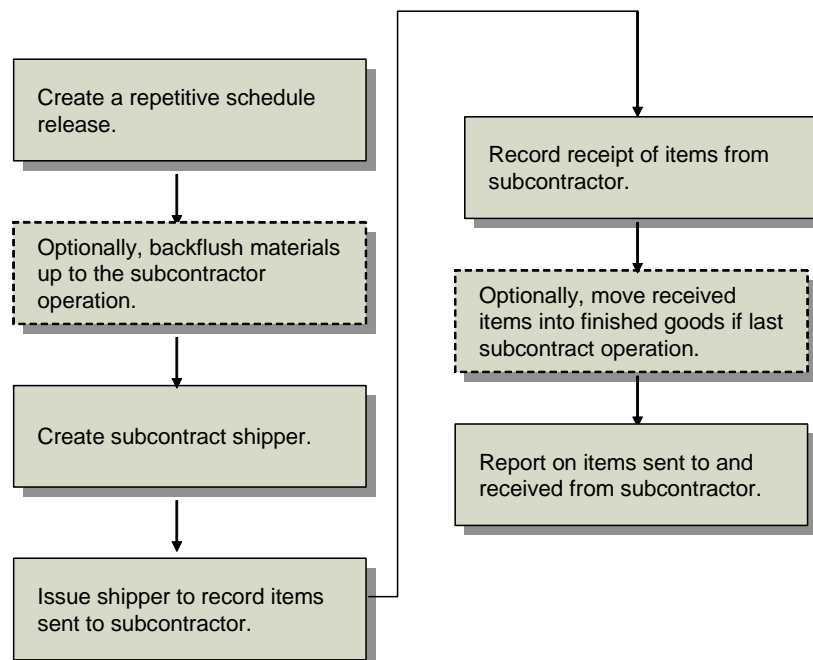 Create a repetitive schedule
release.
Optionally, backflush materials
up to the subcontractor
operation.
Create subcontract shipper.
Issue shipper to record items
sent to subcontractor.
Record receipt of items from
subcontractor.
Optionally, move received
items into finished goods if last
subcontract operation.
Report on items sent to and
received from subcontractor.